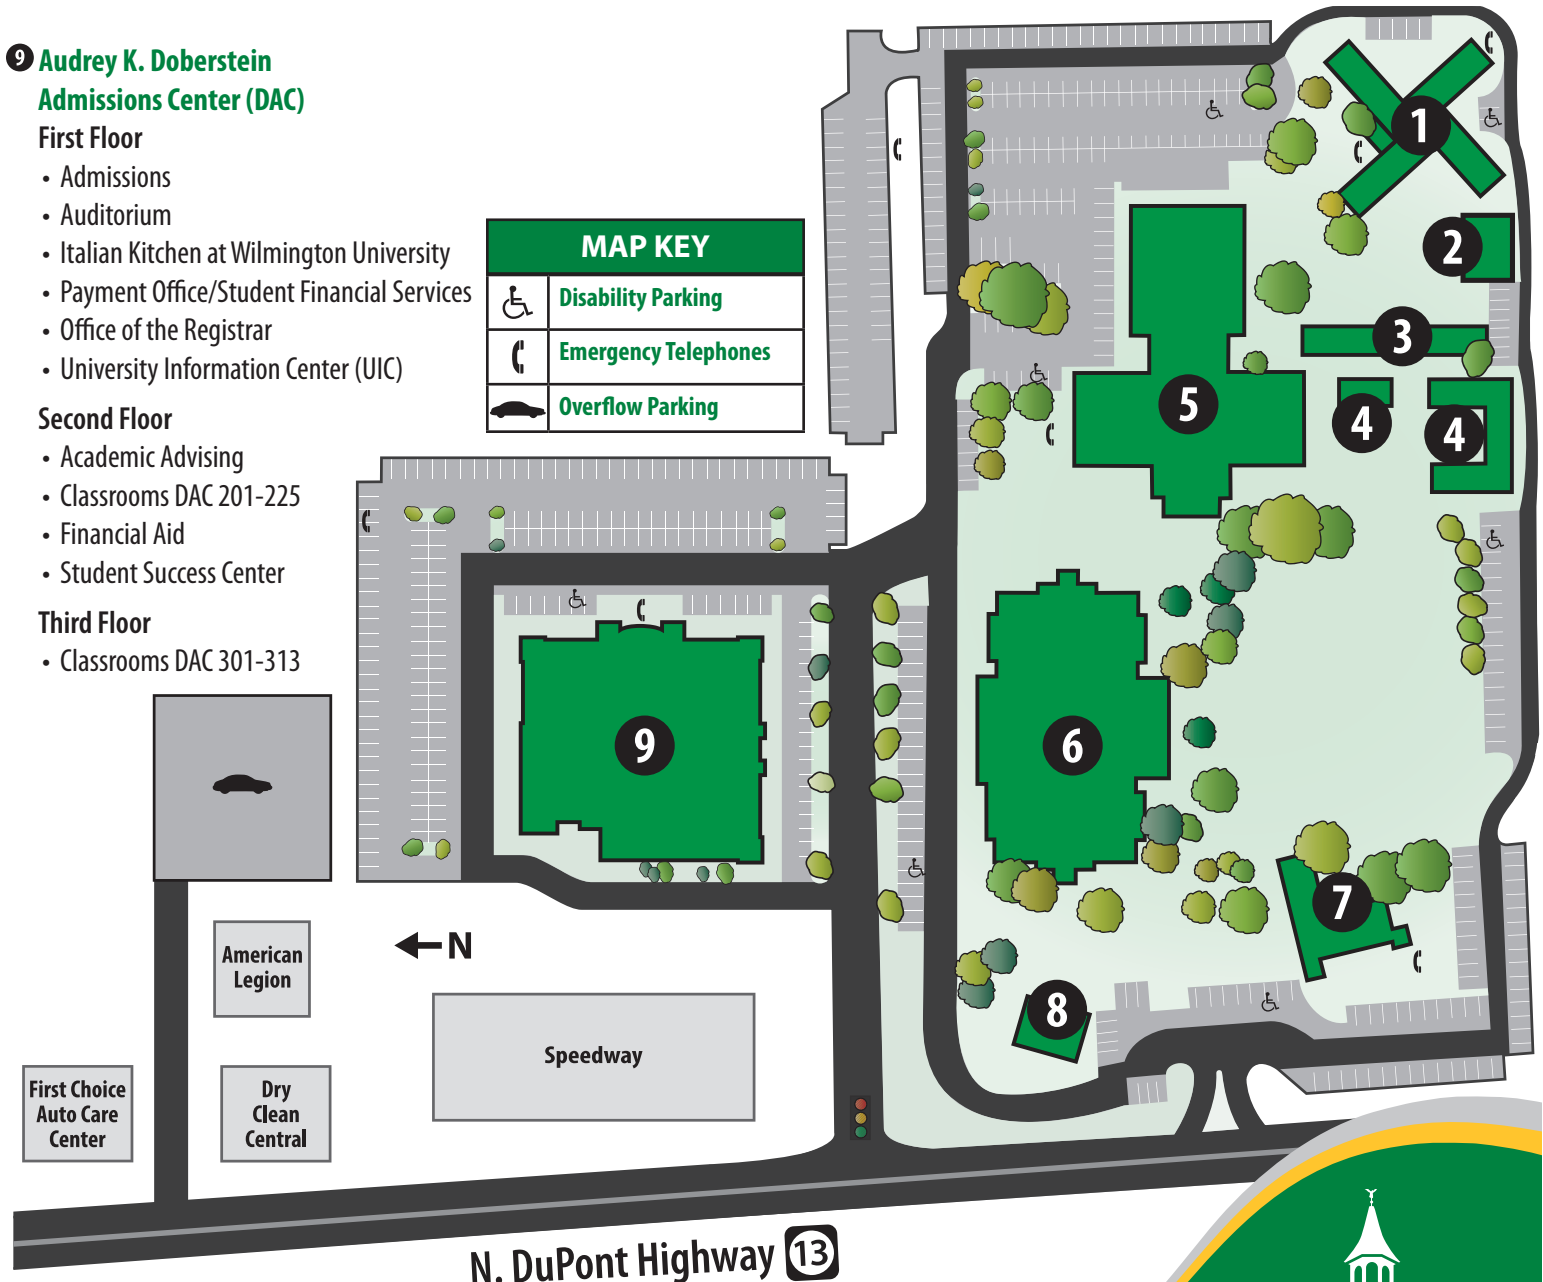 9 Audrey K. Doberstein
Admissions Center (DAC)
First Floor
• Admissions
• Auditorium
• Italian Kitchen at Wilmington University
• Payment Office/Student Financial Services
• Office of the Registrar
• University Information Center (UIC)
Second Floor
• Academic Advising
• Classrooms DAC 201-225
• Financial Aid
• Student Success Center
Third Floor
• Classrooms DAC 301-313
MAP KEY
Disability Parking
Emergency Telephones
Overflow Parking
1
2
3
4
4
5
6
7
8
9
N
American
Legion
Speedway
First Choice
Auto Care
Center
Dry
Clean
Central
N. DuPont Highway 13